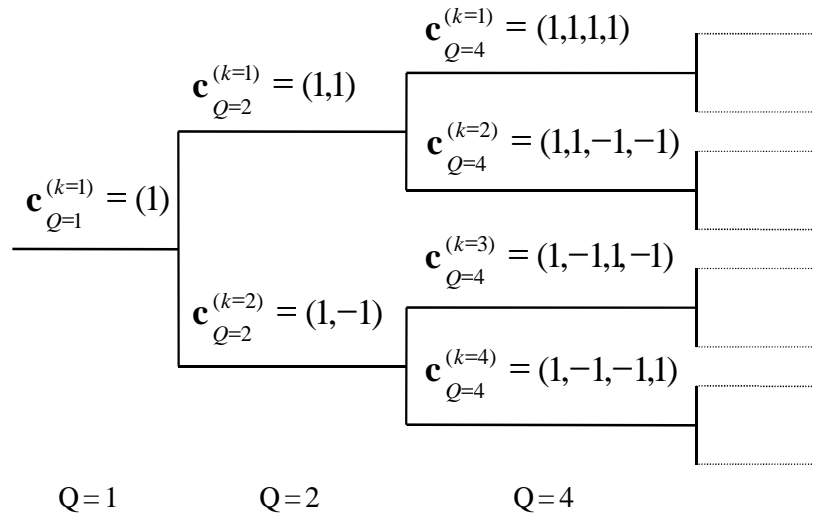 c_{Q=4}^{(k=1)} = (1,1,1,1)
c_{Q=2}^{(k=1)} = (1,1)
c_{Q=4}^{(k=2)} = (1,1,−1,−1)
c_{Q=1}^{(k=1)} = (1)
c_{Q=4}^{(k=3)} = (1,−1,1,−1)
c_{Q=2}^{(k=2)} = (1,−1)
c_{Q=4}^{(k=4)} = (1,−1,−1,1)
Q = 1 Q = 2 Q = 4